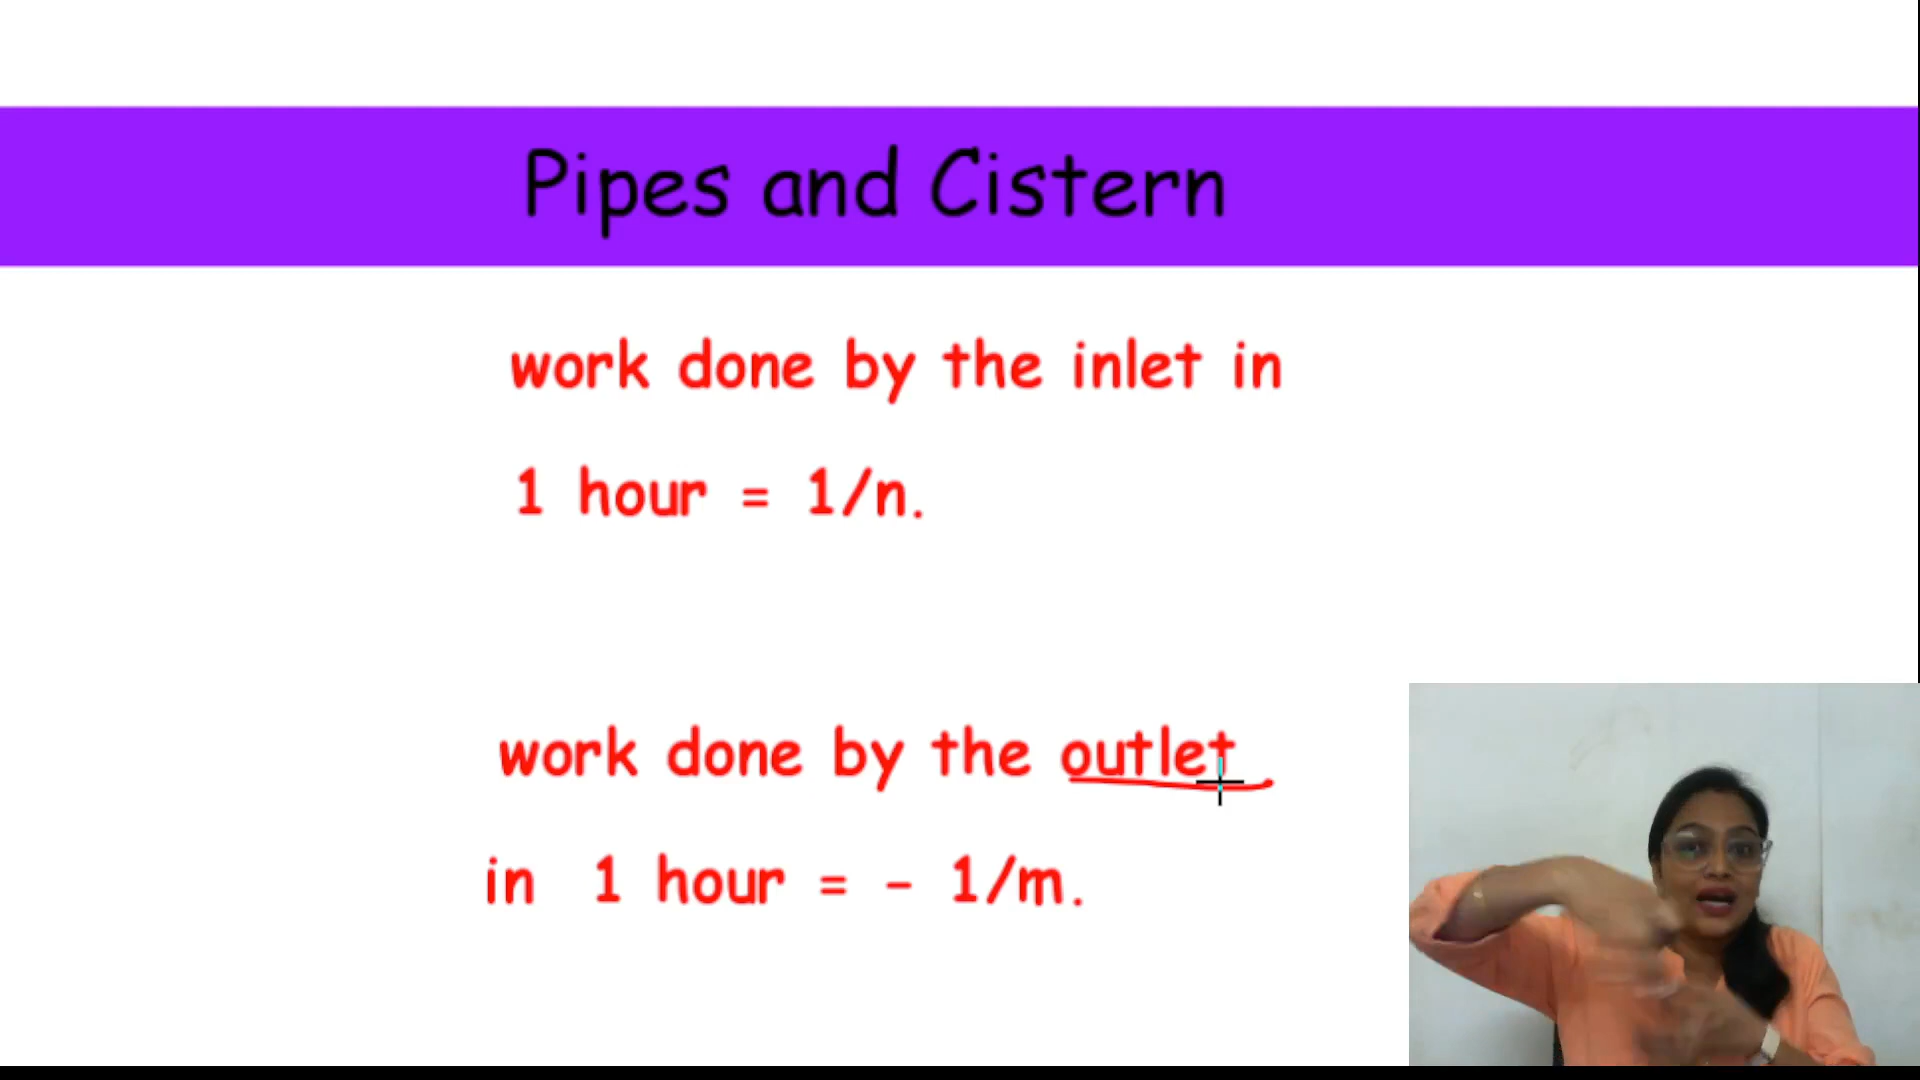 Pipes and Cistern
work done by the inlet in
1 hour = 1/n.
work done by the outlet
in 1 hour = - 1/m.